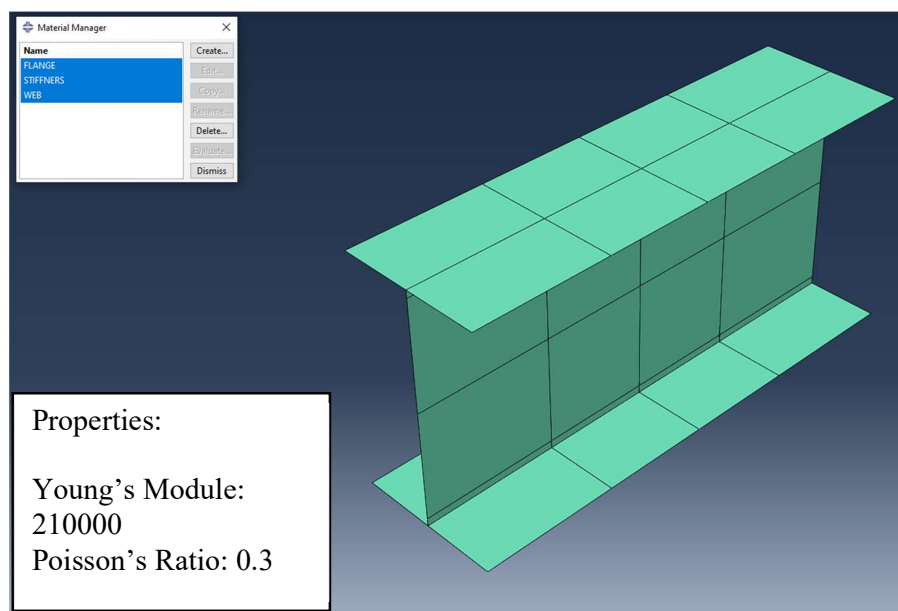 Material Manager
Name
FLANGE
STIFFNERS
WEB
Create...
Edit...
Copy...
Rename...
Delete...
Evaluate...
Dismiss
Properties:
Young’s Module:
210000
Poisson’s Ratio: 0.3